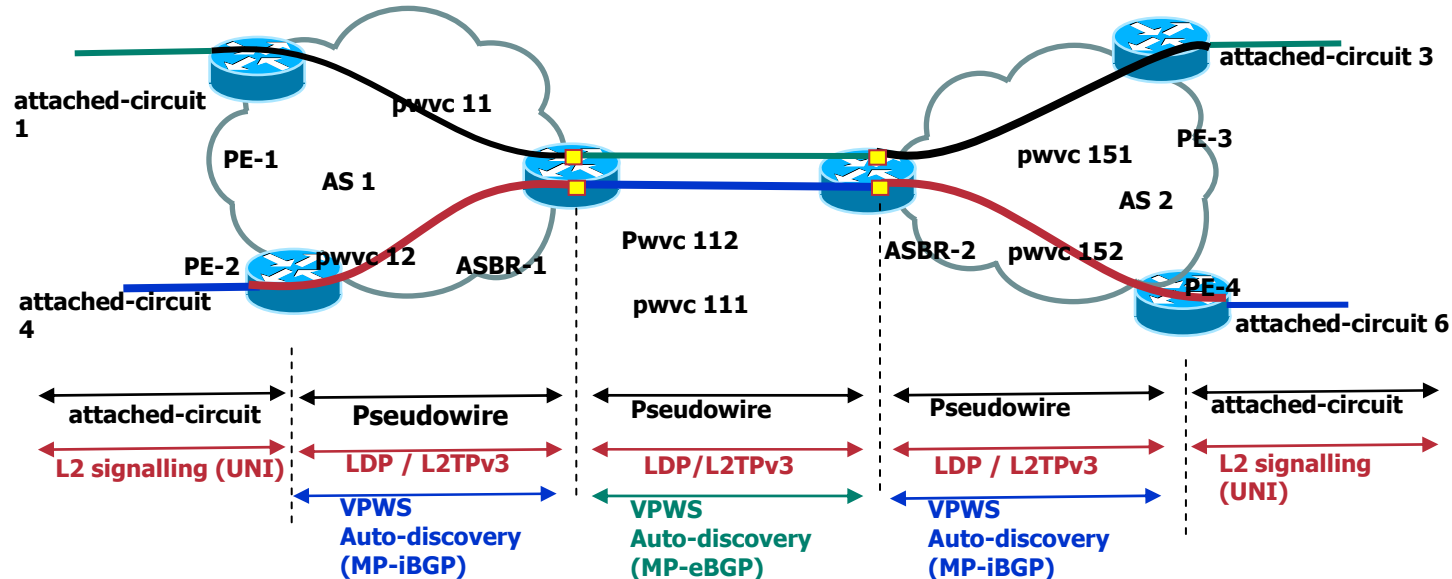 attached-circuit
1
pwvc 11
PE-1
AS 1
PE-2
pwvc 12
ASBR-1
attached-circuit
4
Pwvc 112
pwvc 111
attached-circuit 3
PE-3
pwvc 151
AS 2
ASBR-2
pwvc 152
PE-4
attached-circuit 6
attached-circuit
Pseudowire
Pseudowire
Pseudowire
attached-circuit
L2 signalling (UNI)
LDP / L2TPv3
LDP/L2TPv3
LDP / L2TPv3
L2 signalling
(UNI)
VPWS
Auto-discovery
(MP-iBGP)
VPWS
Auto-discovery
(MP-eBGP)
VPWS
Auto-discovery
(MP-iBGP)